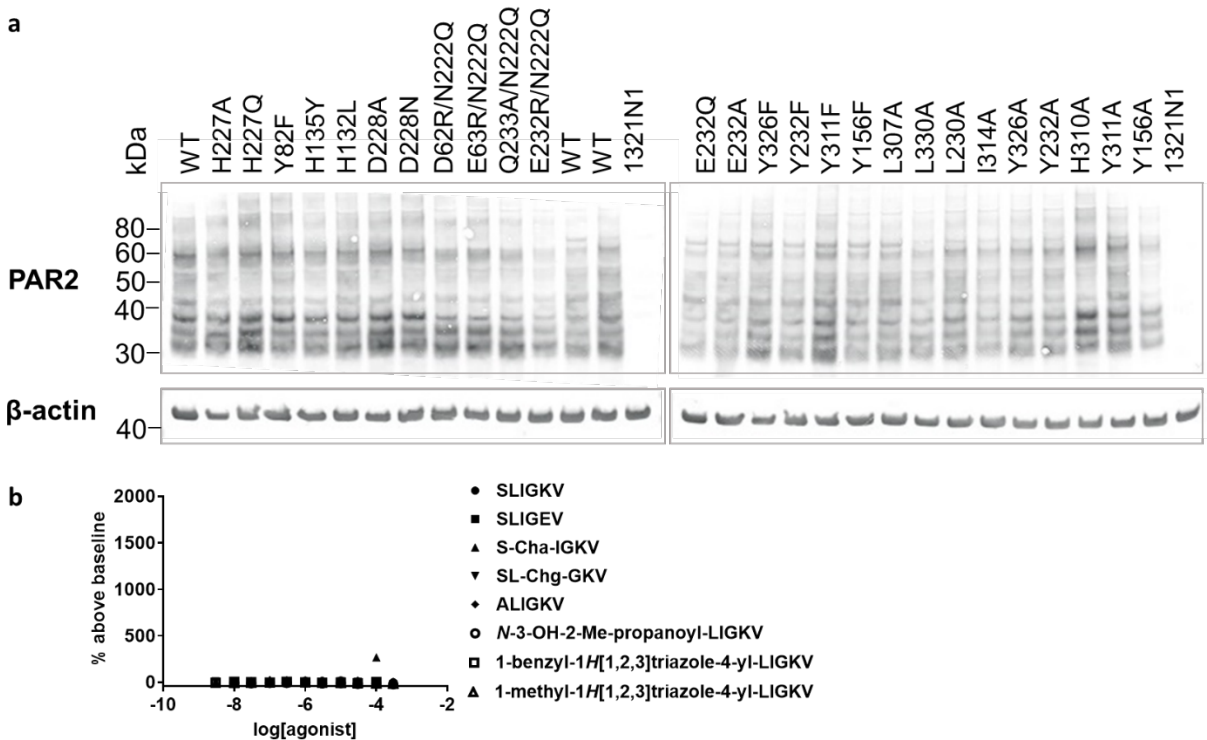 a
kDa
WT
H227A
H227Q
Y82F
H135Y
H132L
D228A
D228N
D62R/N222Q
E63R/N222Q
Q233A/N222Q
E232R/N222Q
WT
WT
1321N1
E232Q
E232A
Y326F
Y232F
Y311F
Y156F
L307A
L330A
L230A
I314A
Y326A
Y232A
H310A
Y311A
Y156A
1321N1
PAR2
80
60
50
40
30
β-actin
40
b
% above baseline
2000
1500
1000
500
0
-10
-8
-6
-4
-2
log[agonist]
SLIGKV
SLIGEV
S-Cha-IGKV
SL-Chg-GKV
ALIGKV
N-3-OH-2-Me-propanoyl-LIGKV
1-benzyl-1H[1,2,3]triazole-4-yl-LIGKV
1-methyl-1H[1,2,3]triazole-4-yl-LIGKV